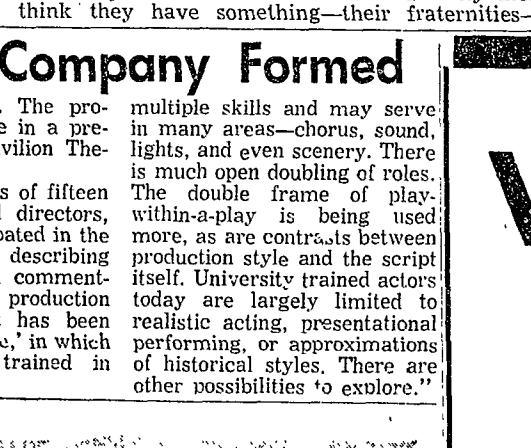 think they have something—their fraternities—
Company Formed
. The pro-
e in a pre-
vilion The-
s of fifteen
directors,
pated in the
describing
comment-
production
has been
e,' in which
trained in
multiple skills and may serve
in many areas—chorus, sound,
lights, and even scenery. There
is much open doubling of roles.
The double frame of play-
within-a-play is being used
more, as are contrasts between
production style and the script
itself. University trained actors
today are largely limited to
realistic acting, presentational
performing, or approximations
of historical styles. There are
other possibilities to explore."